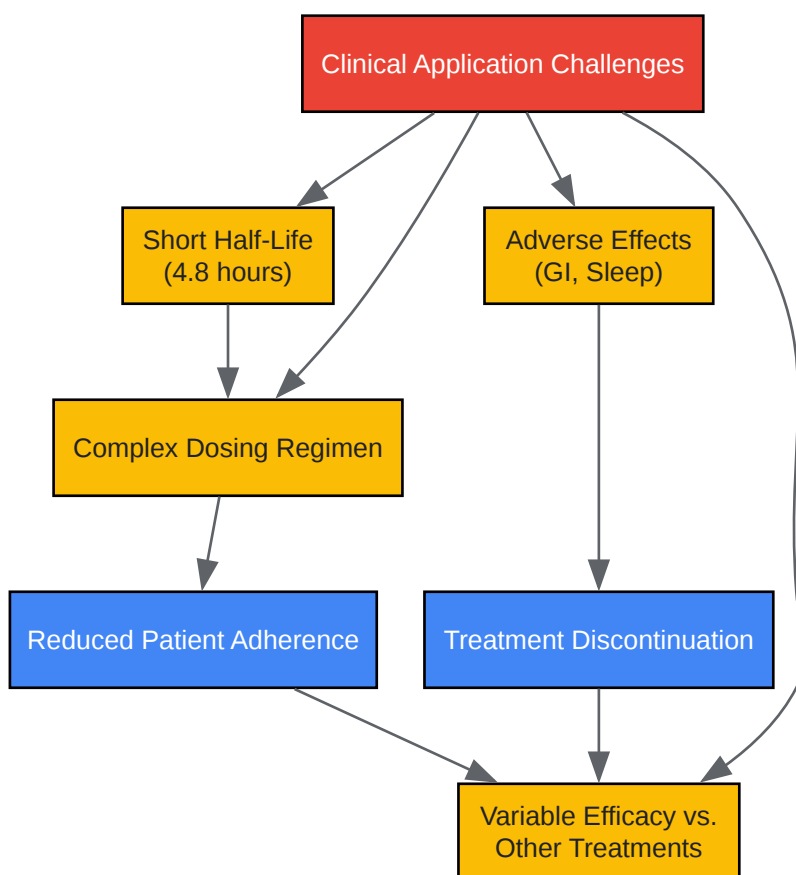 Clinical Application Challenges
Short Half-Life
(4.8 hours)
Adverse Effects
(GI, Sleep)
Complex Dosing Regimen
Reduced Patient Adherence
Treatment Discontinuation
Variable Efficacy vs.
Other Treatments